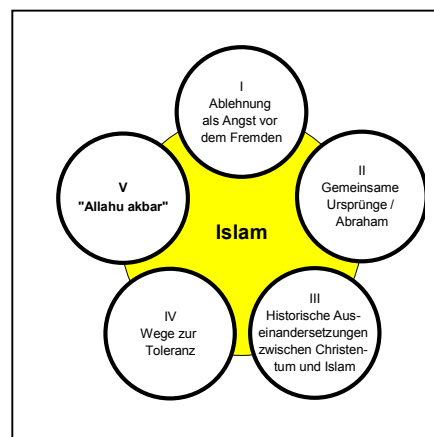 I
Ablehnung
als Angst vor
dem Fremden
II
Gemeinsame
Ursprünge /
Abraham
III
Historische Aus-
einandersetzungen
zwischen Christen-
tum und Islam
IV
Wege zur
Toleranz
V
"Allahu akbar"
Islam